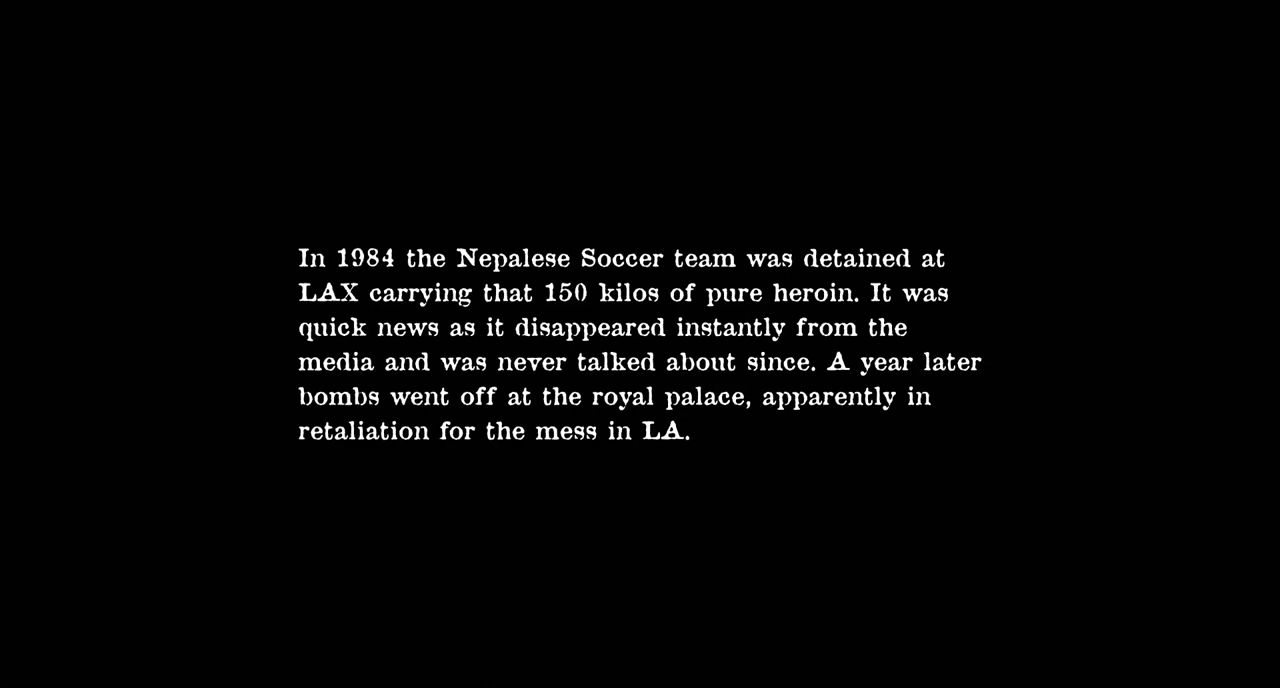 In 1984 the Nepalese Soccer team was detained at
LAX carrying that 150 kilos of pure heroin. It was
quick news as it disappeared instantly from the
media and was never talked about since. A year later
bombs went off at the royal palace, apparently in
retaliation for the mess in LA.